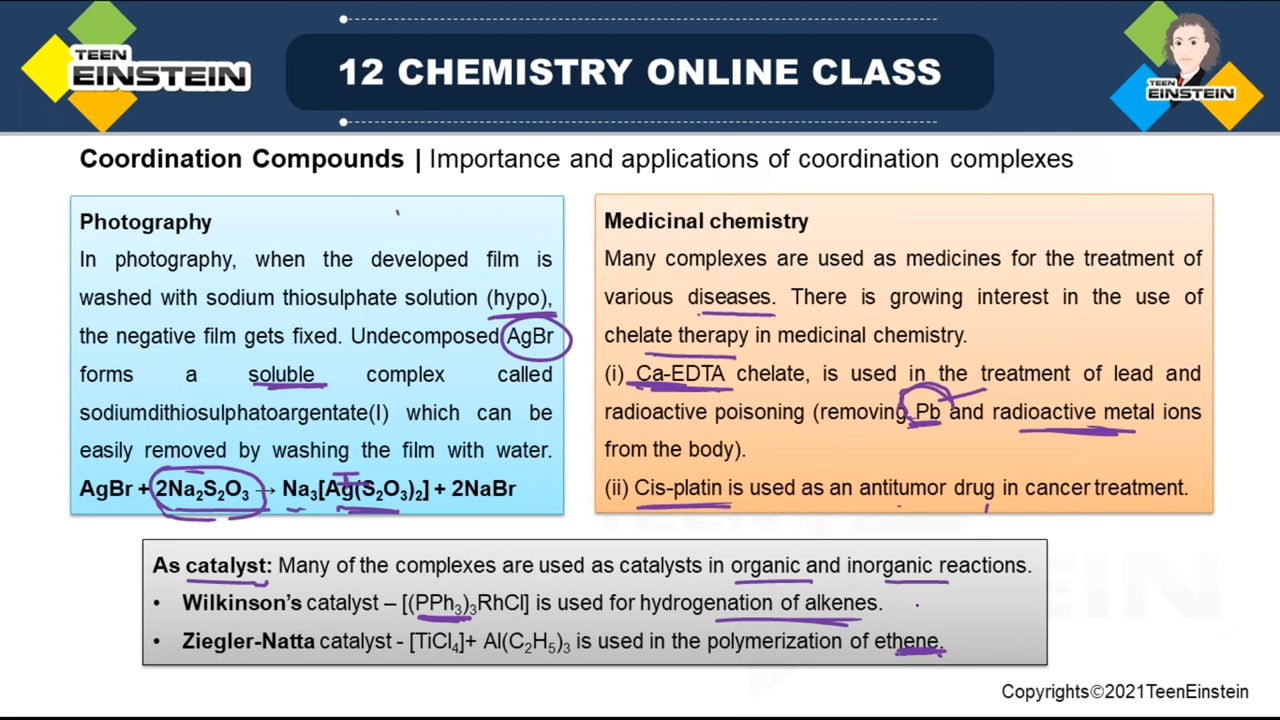 TEEN
EINSTEIN
12 CHEMISTRY ONLINE CLASS
TEEN
EINSTEIN
Coordination Compounds | Importance and applications of coordination complexes
Photography
In photography, when the developed film is
washed with sodium thiosulphate solution (hypo),
the negative film gets fixed. Undecomposed AgBr
forms a soluble complex called
sodiumdithiosulphatoargentate(I) which can be
easily removed by washing the film with water.
AgBr + 2Na₂S₂O₃ → Na₃[Ag(S₂O₃)₂] + 2NaBr
Medicinal chemistry
Many complexes are used as medicines for the treatment of
various diseases. There is growing interest in the use of
chelate therapy in medicinal chemistry.
(i) Ca-EDTA chelate, is used in the treatment of lead and
radioactive poisoning (removing Pb and radioactive metal ions
from the body).
(ii) Cis-platin is used as an antitumor drug in cancer treatment.
As catalyst: Many of the complexes are used as catalysts in organic and inorganic reactions.
• Wilkinson's catalyst – [(PPh₃)₃RhCl] is used for hydrogenation of alkenes.
• Ziegler-Natta catalyst - [TiCl₄]+ Al(C₂H₅)₃ is used in the polymerization of ethene.
Copyrights©2021TeenEinstein